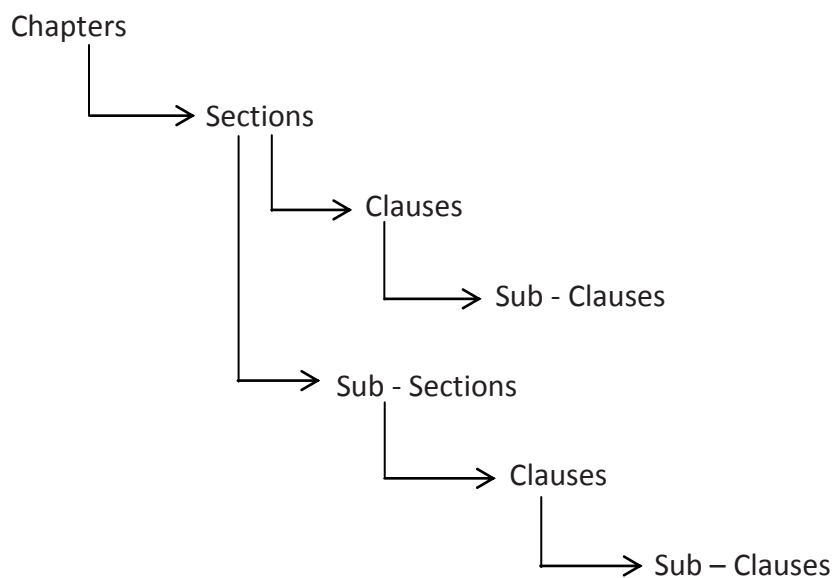 Chapters
Sections
Clauses
Sub - Clauses
Sub - Sections
Clauses
Sub – Clauses